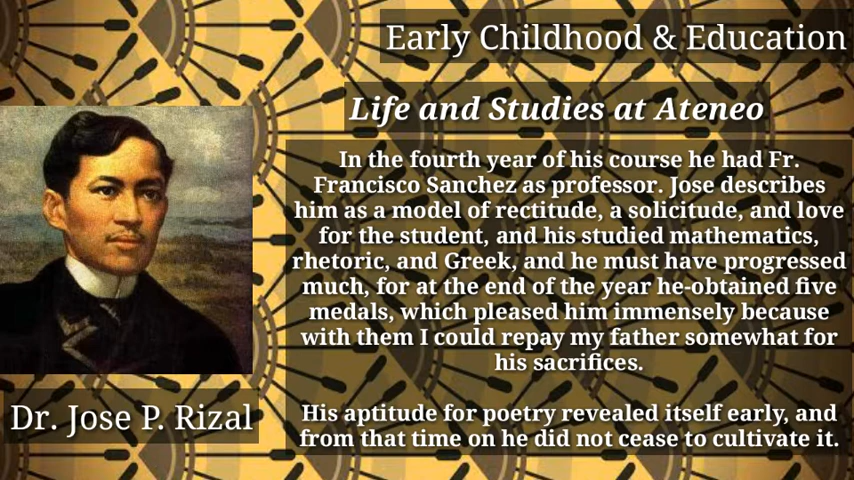 Early Childhood & Education
Life and Studies at Ateneo
In the fourth year of his course he had Fr.
Francisco Sanchez as professor. Jose describes
him as a model of rectitude, a solicitude, and love
for the student, and his studied mathematics,
rhetoric, and Greek, and he must have progressed
much, for at the end of the year he-obtained five
medals, which pleased him immensely because
with them I could repay my father somewhat for
his sacrifices.
His aptitude for poetry revealed itself early, and
from that time on he did not cease to cultivate it.
Dr. Jose P. Rizal